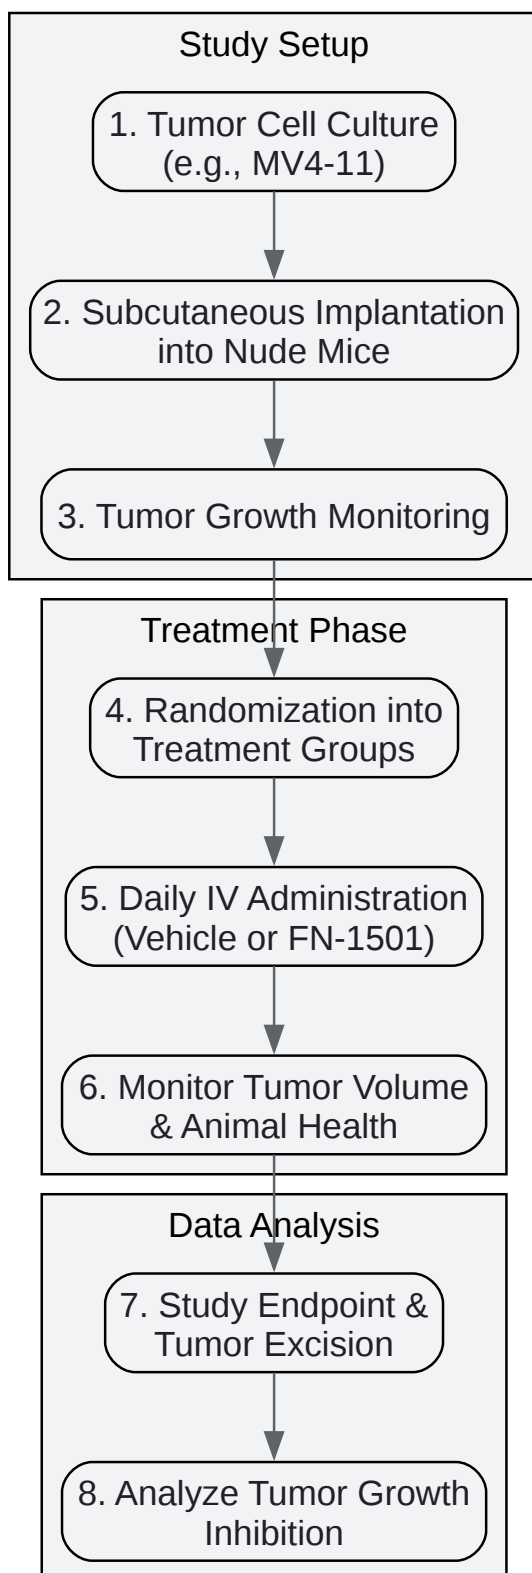 Study Setup
1. Tumor Cell Culture
(e.g., MV4-11)
2. Subcutaneous Implantation
into Nude Mice
3. Tumor Growth Monitoring
Treatment Phase
4. Randomization into
Treatment Groups
5. Daily IV Administration
(Vehicle or FN-1501)
6. Monitor Tumor Volume
& Animal Health
Data Analysis
7. Study Endpoint &
Tumor Excision
8. Analyze Tumor Growth
Inhibition